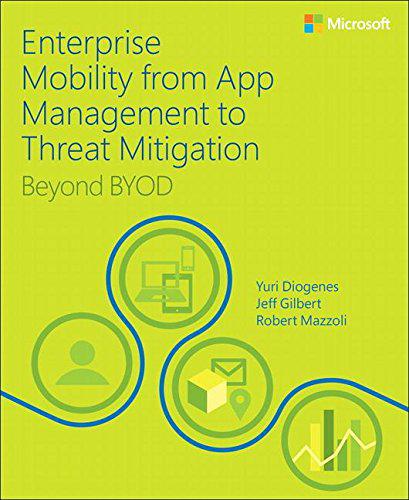 Microsoft
Enterprise
Mobility from App
Management to
Threat Mitigation
Beyond BYOD
Yuri Diogenes
Jeff Gilbert
Robert Mazzoli